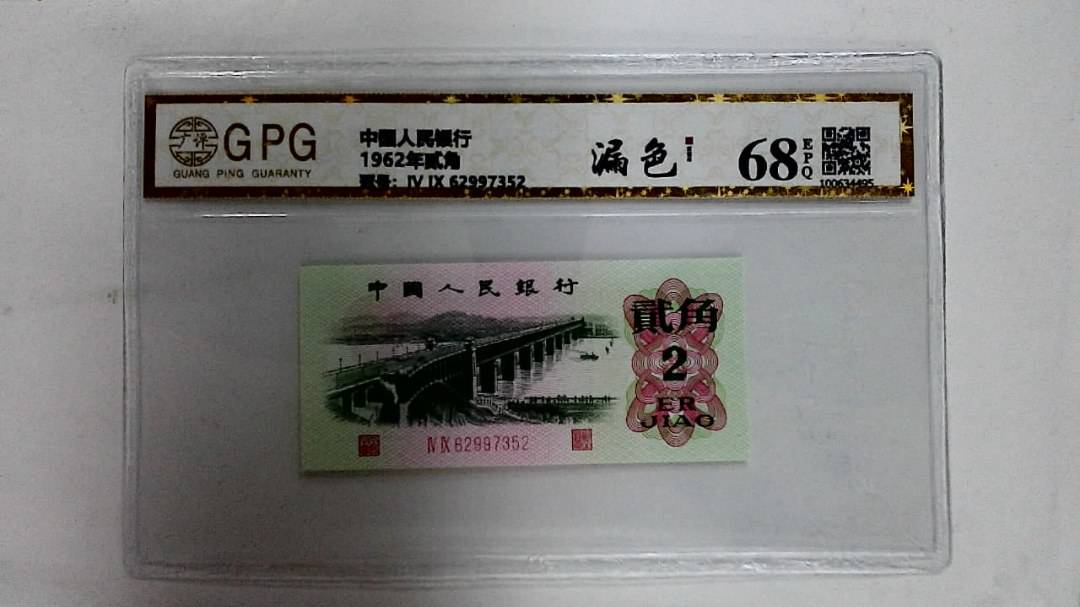 GPG
GUANG PING GUARANTY
中國人民銀行
1962年贰角
票号: IV IX 62997352
漏色
68
EPQ
100634495
中國人民銀行
貳角
2
ER
JIAO
IV IX 62997352